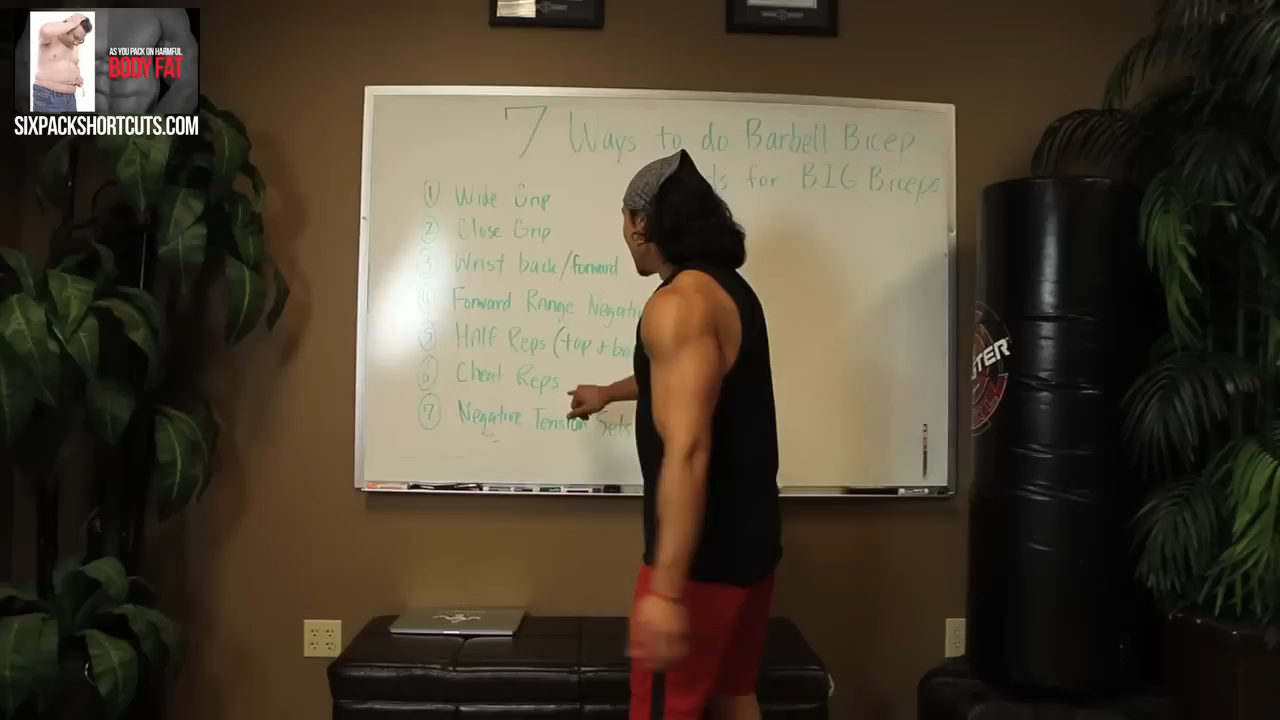 AS YOU PACK ON HARMFUL
BODY FAT
SIXPACKSHORTCUTS.COM
7 Ways to do Barbell Bicep
for BIG Biceps
1 Wide Grip
2 Close Grip
3 Wrist back/forward
4 Forward Range
5 Half Reps (top +
6 Cheat Reps
7 Negative Tension Sets